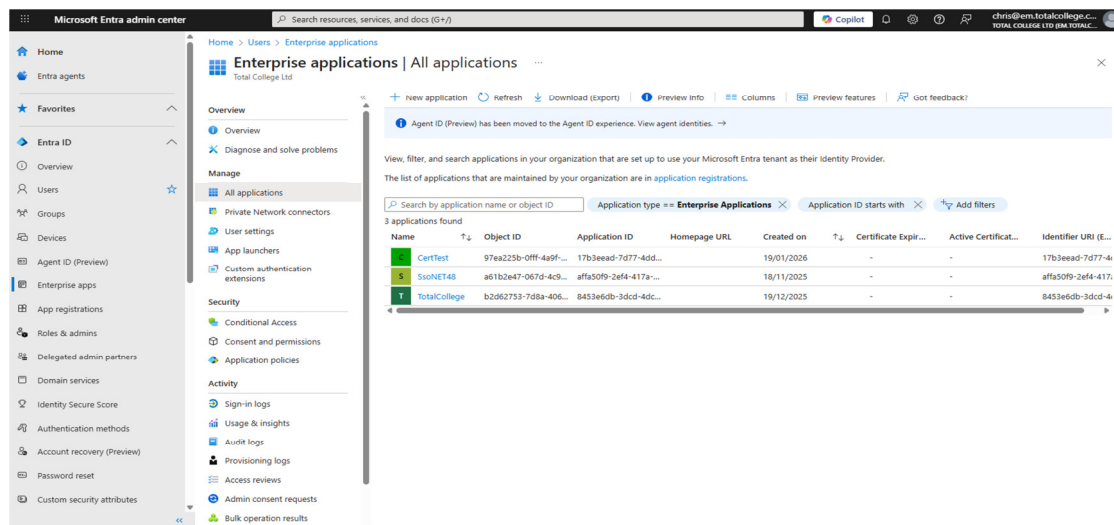 Microsoft Entra admin center
Search resources, services, and docs (G+/)
Copilot
chris@em.totalcollege.c...
TOTAL COLLEGE LTD (EM.TOTALC...
Home
Entra agents
Favorites
Entra ID
Overview
Users
Groups
Devices
Agent ID (Preview)
Enterprise apps
App registrations
Roles & admins
Delegated admin partners
Domain services
Identity Secure Score
Authentication methods
Account recovery (Preview)
Password reset
Custom security attributes
Home > Users > Enterprise applications
Enterprise applications | All applications ...
Total College Ltd
Overview
Overview
Diagnose and solve problems
Manage
All applications
Private Network connectors
User settings
App launchers
Custom authentication
extensions
Security
Conditional Access
Consent and permissions
Application policies
Activity
Sign-in logs
Usage & insights
Audit logs
Provisioning logs
Access reviews
Admin consent requests
Bulk operation results
New application Refresh Download (Export) Preview info Columns Preview features Got feedback?
Agent ID (Preview) has been moved to the Agent ID experience. View agent identities. →
View, filter, and search applications in your organization that are set up to use your Microsoft Entra tenant as their Identity Provider.
The list of applications that are maintained by your organization are in application registrations.
Search by application name or object ID Application type == Enterprise Applications Application ID starts with Add filters
3 applications found
Name Object ID Application ID Homepage URL Created on Certificate Expir... Active Certificat... Identifier URI (E...
C CertTest 97ea225b-0fff-4a9f-... 17b3eead-7d77-4dd... 19/01/2026 - - 17b3eead-7d77-4
S SsoNET48 a61b2e47-067d-4c9... affa50f9-2ef4-417a-... 18/11/2025 - - affa50f9-2ef4-417
T TotalCollege b2d62753-7d8a-406... 8453e6db-3dcd-4dc... 19/12/2025 - - 8453e6db-3dcd-4